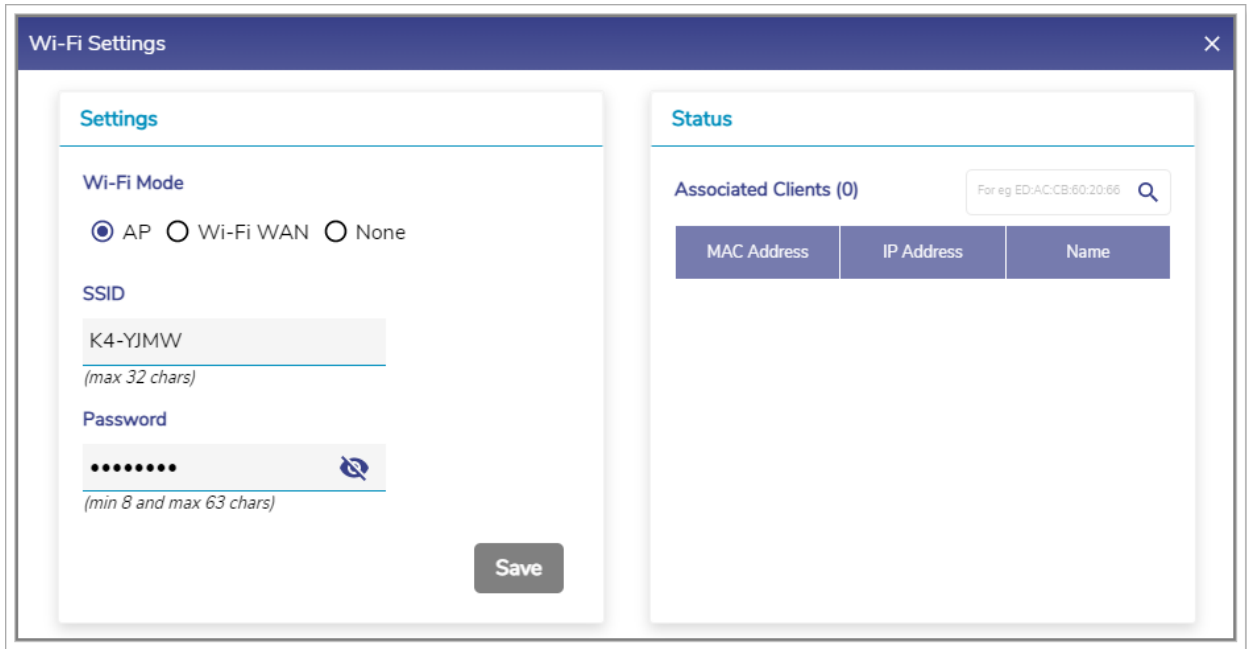 Wi-Fi Settings
Settings
Wi-Fi Mode
AP Wi-Fi WAN None
SSID
K4-YJMW
(max 32 chars)
Password
••••••••
(min 8 and max 63 chars)
Save
Status
Associated Clients (0)
For eg ED:AC:CB:60:20:66
MAC Address IP Address Name